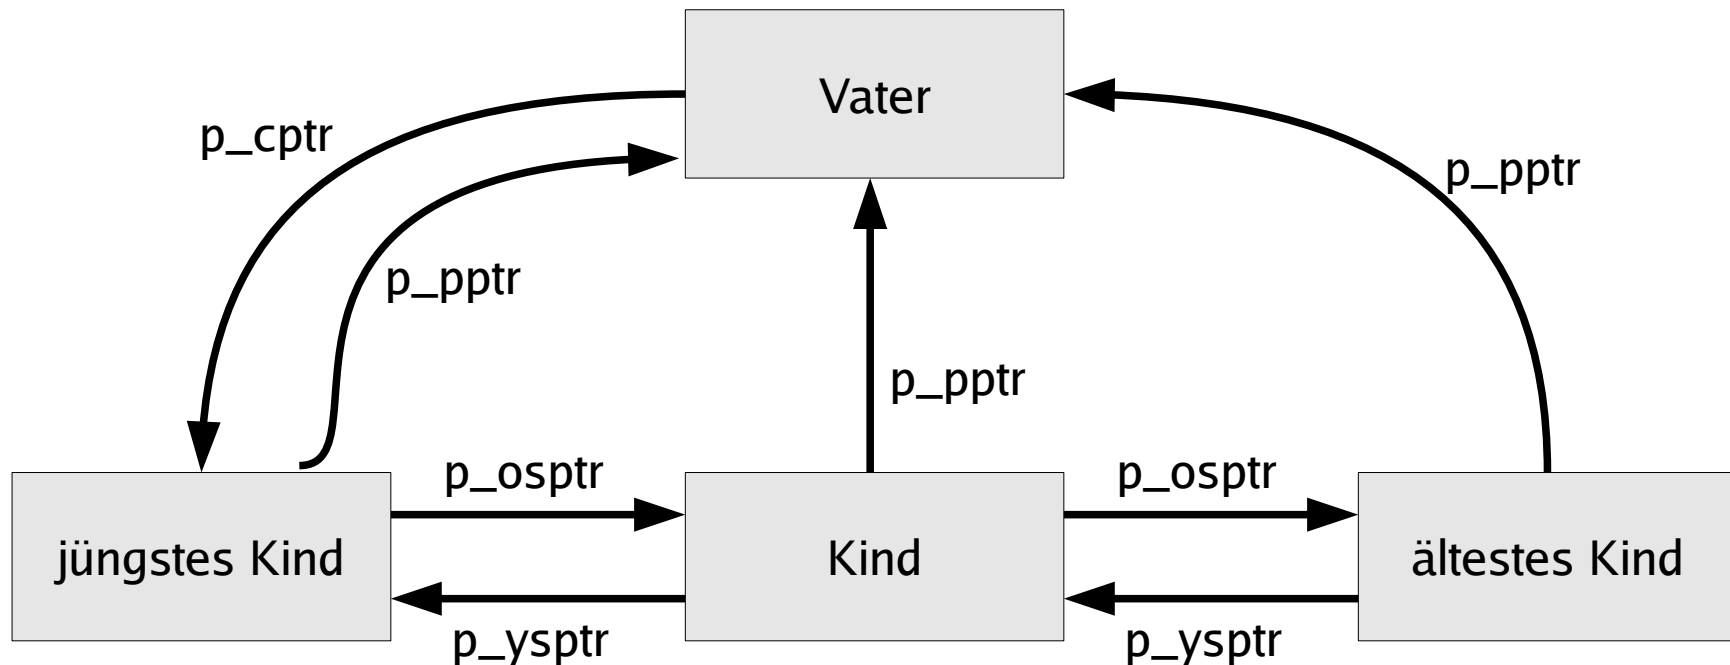 Vater
p_cptr
p_pptr
p_pptr
p_pptr
p_osptr
p_osptr
jüngstes Kind
Kind
ältestes Kind
p_ysptr
p_ysptr